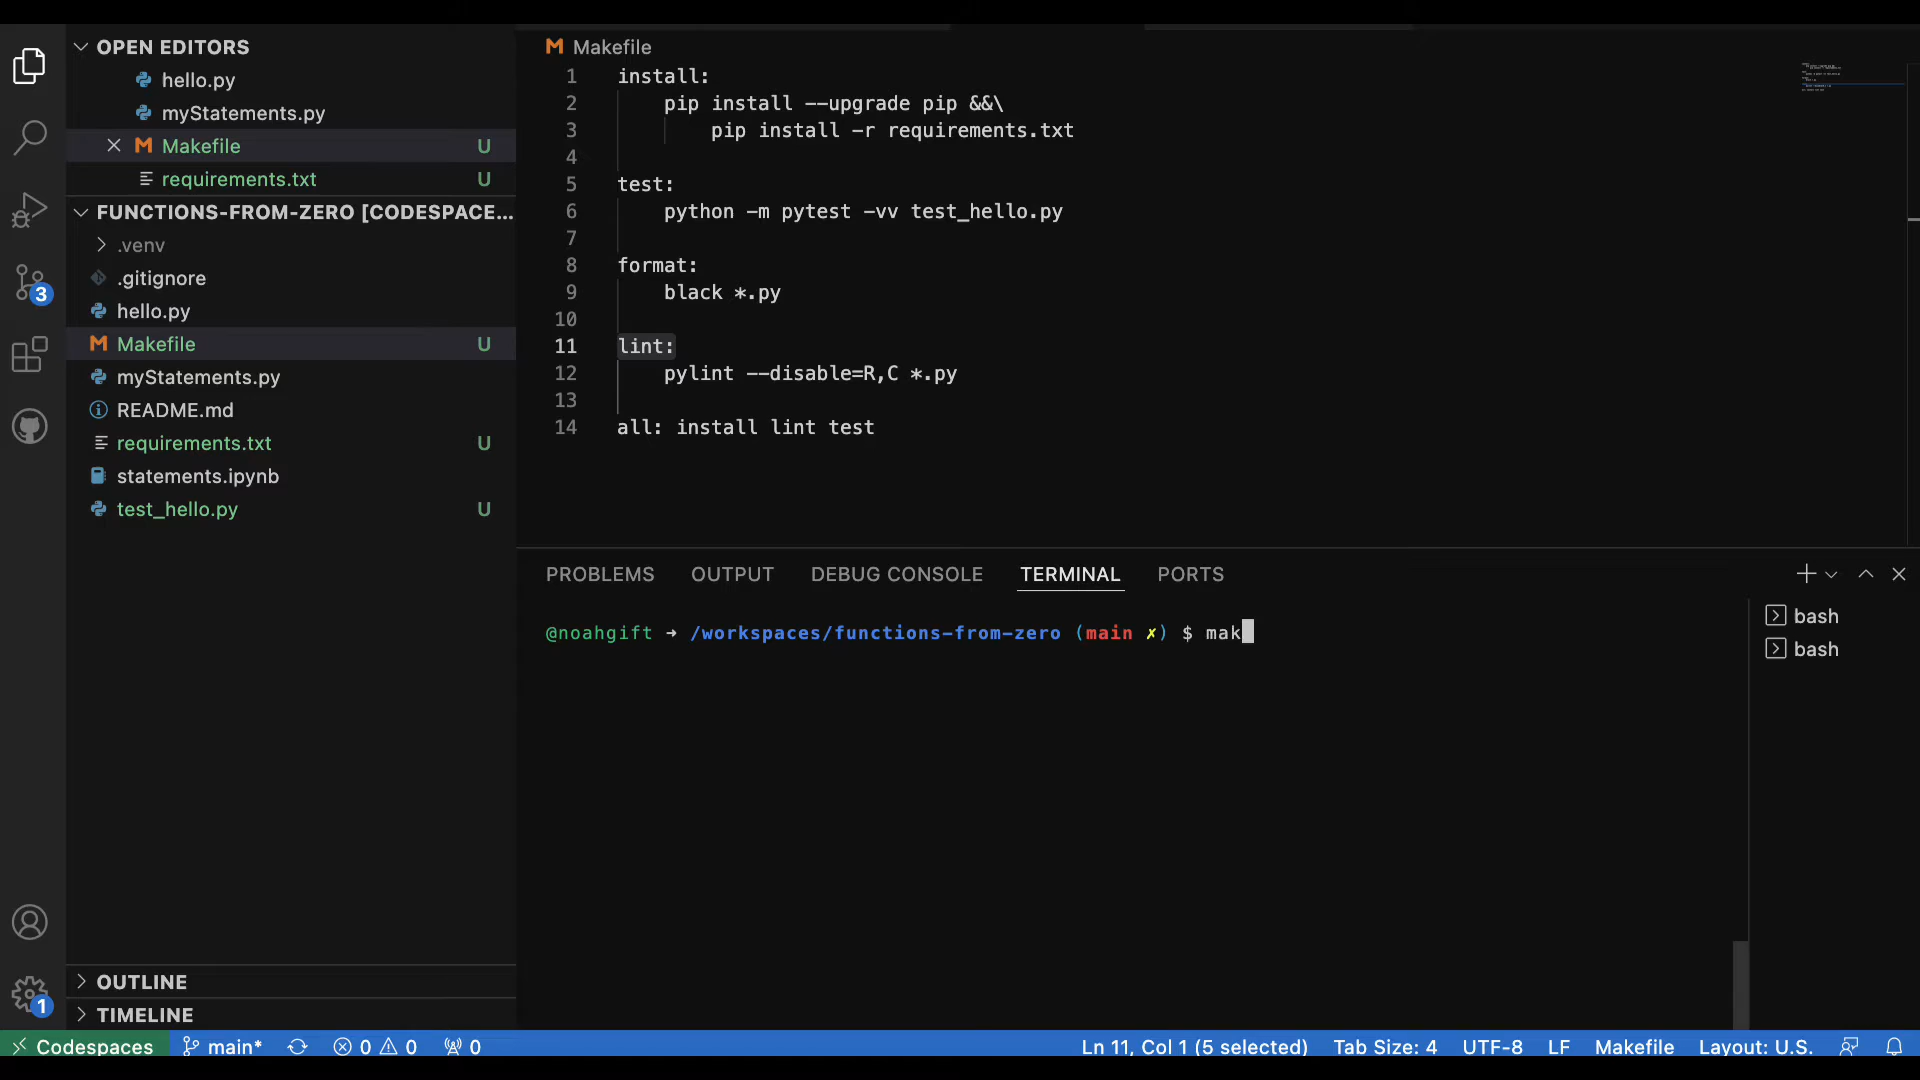 OPEN EDITORS
hello.py
myStatements.py
Makefile U
requirements.txt U
FUNCTIONS-FROM-ZERO [CODESPACE...
.venv
.gitignore
hello.py
Makefile U
myStatements.py
README.md
requirements.txt U
statements.ipynb
test_hello.py U
OUTLINE
TIMELINE
3
1
Makefile
1 install:
2 pip install --upgrade pip &&\
3 pip install -r requirements.txt
4
5 test:
6 python -m pytest -vv test_hello.py
7
8 format:
9 black *.py
10
11 lint:
12 pylint --disable=R,C *.py
13
14 all: install lint test
PROBLEMS OUTPUT DEBUG CONSOLE TERMINAL PORTS
@noahgift ➜ /workspaces/functions-from-zero (main ✗) $ mak
bash
bash
Codespaces main* 0 0 0 Ln 11, Col 1 (5 selected) Tab Size: 4 UTF-8 LF Makefile Layout: U.S.